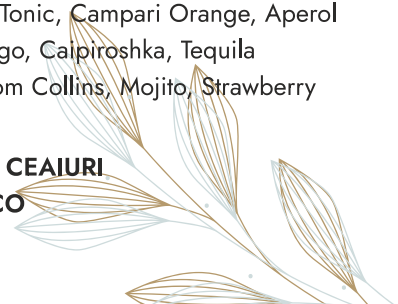 Tonic, Campari Orange, Aperol
go, Caipiroshka, Tequila
om Collins, Mojito, Strawberry
CEAIURI
CO